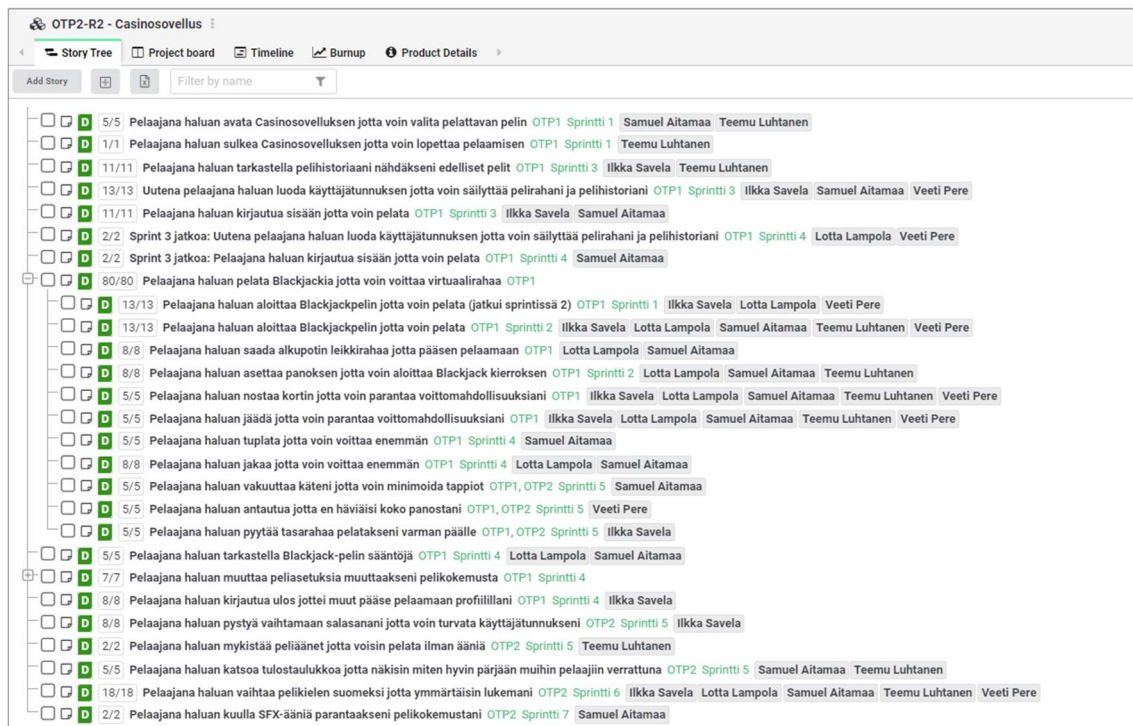 OTP2-R2 - Casinosovellus
Story Tree Project board Timeline Burnup Product Details
Add Story Filter by name
D 5/5 Pelaajana haluan avata Casinosovelluksen jotta voin valita pelattavan pelin OTP1 Sprintti 1 Samuel Aitamaa Teemu Luhtanen
D 1/1 Pelaajana haluan sulkea Casinosovelluksen jotta voin lopettaa pelaamisen OTP1 Sprintti 1 Teemu Luhtanen
D 11/11 Pelaajana haluan tarkastella pelihistoriaani nähdäkseni edelliset pelit OTP1 Sprintti 3 Ilkka Savela Teemu Luhtanen
D 13/13 Uutena pelaajana haluan luoda käyttäjätunnuksen jotta voin säilyttää pelirahani ja pelihistoriani OTP1 Sprintti 3 Ilkka Savela Samuel Aitamaa Veeti Pere
D 11/11 Pelaajana haluan kirjautua sisään jotta voin pelata OTP1 Sprintti 3 Ilkka Savela Samuel Aitamaa
D 2/2 Sprint 3 jatkoa: Uutena pelaajana haluan luoda käyttäjätunnuksen jotta voin säilyttää pelirahani ja pelihistoriani OTP1 Sprintti 4 Lotta Lampola Veeti Pere
D 2/2 Sprint 3 jatkoa: Pelaajana haluan kirjautua sisään jotta voin pelata OTP1 Sprintti 4 Samuel Aitamaa
D 80/80 Pelaajana haluan pelata Blackjackia jotta voin voittaa virtuaalirahaa OTP1
D 13/13 Pelaajana haluan aloittaa Blackjackpelin jotta voin pelata (jatkui sprintissä 2) OTP1 Sprintti 1 Ilkka Savela Lotta Lampola Veeti Pere
D 13/13 Pelaajana haluan aloittaa Blackjackpelin jotta voin pelata OTP1 Sprintti 2 Ilkka Savela Lotta Lampola Samuel Aitamaa Teemu Luhtanen Veeti Pere
D 8/8 Pelaajana haluan saada alkupotin leikkirahaa jotta pääsen pelaamaan OTP1 Lotta Lampola Samuel Aitamaa
D 8/8 Pelaajana haluan asettaa panoksen jotta voin aloittaa Blackjack kierroksen OTP1 Sprintti 2 Lotta Lampola Samuel Aitamaa Teemu Luhtanen
D 5/5 Pelaajana haluan nostaa kortin jotta voin parantaa voittomahdollisuuksiani OTP1 Ilkka Savela Lotta Lampola Samuel Aitamaa Teemu Luhtanen Veeti Pere
D 5/5 Pelaajana haluan jäädä jotta voin parantaa voittomahdollisuuksiani OTP1 Ilkka Savela Lotta Lampola Samuel Aitamaa Teemu Luhtanen Veeti Pere
D 5/5 Pelaajana haluan tuplata jotta voin voittaa enemmän OTP1 Sprintti 4 Samuel Aitamaa
D 8/8 Pelaajana haluan jakaa jotta voin voittaa enemmän OTP1 Sprintti 4 Lotta Lampola Samuel Aitamaa
D 5/5 Pelaajana haluan vakuuttaa käteni jotta voin minimoida tappiot OTP1, OTP2 Sprintti 5 Samuel Aitamaa
D 5/5 Pelaajana haluan antautua jotta en häviäisi koko panostani OTP1, OTP2 Sprintti 5 Veeti Pere
D 5/5 Pelaajana haluan pyytää tasarahaa pelatakseni varman päälle OTP1, OTP2 Sprintti 5 Ilkka Savela
D 5/5 Pelaajana haluan tarkastella Blackjack-pelin sääntöjä OTP1 Sprintti 4 Lotta Lampola Samuel Aitamaa
D 7/7 Pelaajana haluan muuttaa peliasetuksia muuttaakseni pelikokemusta OTP1 Sprintti 4
D 8/8 Pelaajana haluan kirjautua ulos jottei muut pääse pelaamaan profiilillani OTP1 Sprintti 4 Ilkka Savela
D 8/8 Pelaajana haluan pystyä vaihtamaan salasanani jotta voin turvata käyttäjätunnukseni OTP2 Sprintti 5 Ilkka Savela
D 2/2 Pelaajana haluan mykistää peliäänet jotta voisin pelata ilman ääniä OTP2 Sprintti 5 Teemu Luhtanen
D 5/5 Pelaajana haluan katsoa tulostaulukkoa jotta näkisin miten hyvin pärjään muihin pelaajiin verrattuna OTP2 Sprintti 5 Samuel Aitamaa Teemu Luhtanen
D 18/18 Pelaajana haluan vaihtaa pelikielen suomeksi jotta ymmärtäisin lukemani OTP2 Sprintti 6 Ilkka Savela Lotta Lampola Samuel Aitamaa Teemu Luhtanen Veeti Pere
D 2/2 Pelaajana haluan kuulla SFX-ääniä parantaakseni pelikokemustani OTP2 Sprintti 7 Samuel Aitamaa